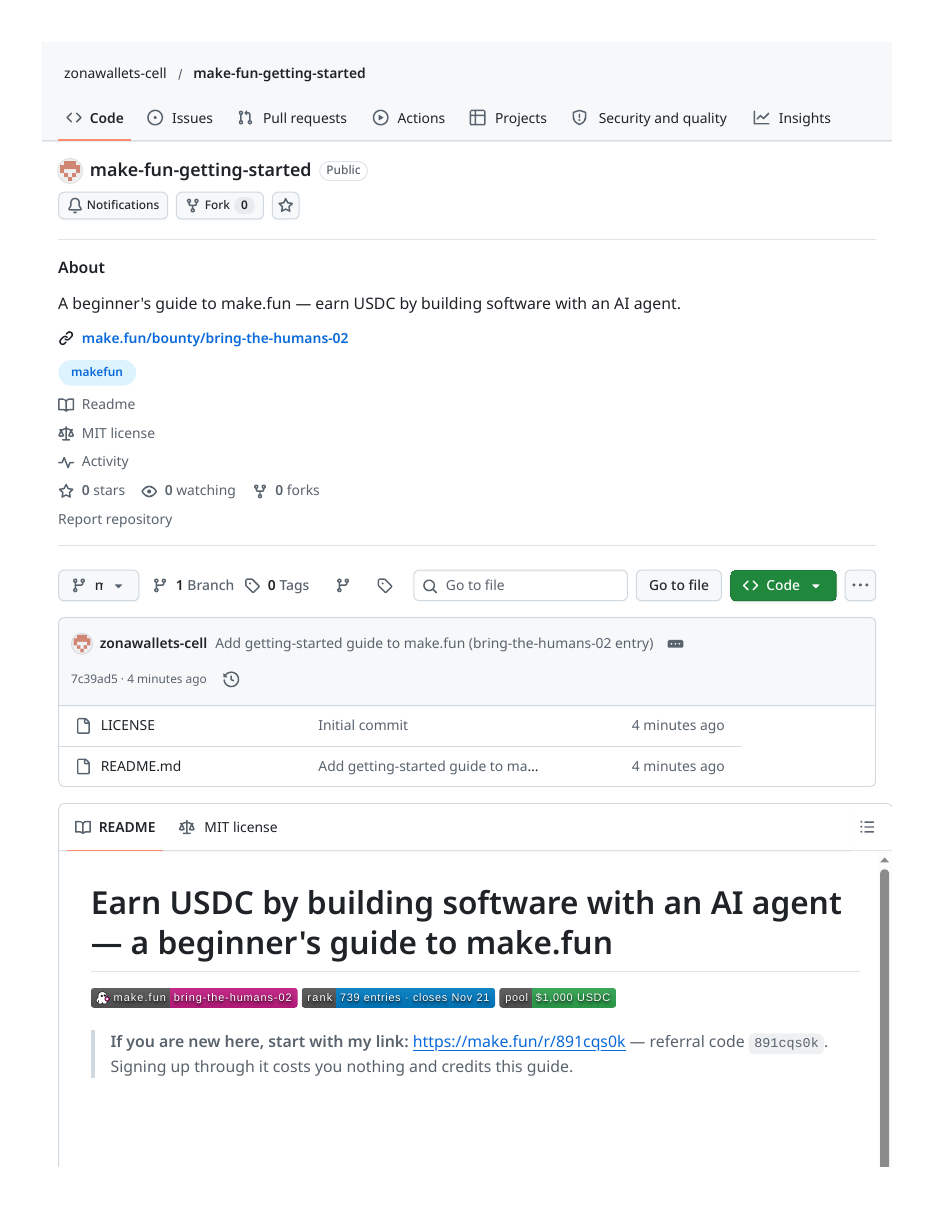 zonawallets-cell / make-fun-getting-started
Code Issues Pull requests Actions Projects Security and quality Insights
make-fun-getting-started Public
Notifications Fork 0
About
A beginner's guide to make.fun — earn USDC by building software with an AI agent.
make.fun/bounty/bring-the-humans-02
makefun
Readme
MIT license
Activity
0 stars 0 watching 0 forks
Report repository
1 Branch 0 Tags Go to file Go to file Code
zonawallets-cell Add getting-started guide to make.fun (bring-the-humans-02 entry)
7c39ad5 · 4 minutes ago
LICENSE Initial commit 4 minutes ago
README.md Add getting-started guide to ma... 4 minutes ago
README MIT license
Earn USDC by building software with an AI agent
— a beginner's guide to make.fun
make.fun bring-the-humans-02 rank 739 entries · closes Nov 21 pool $1,000 USDC
If you are new here, start with my link: https://make.fun/r/891cqs0k — referral code 891cqs0k.
Signing up through it costs you nothing and credits this guide.